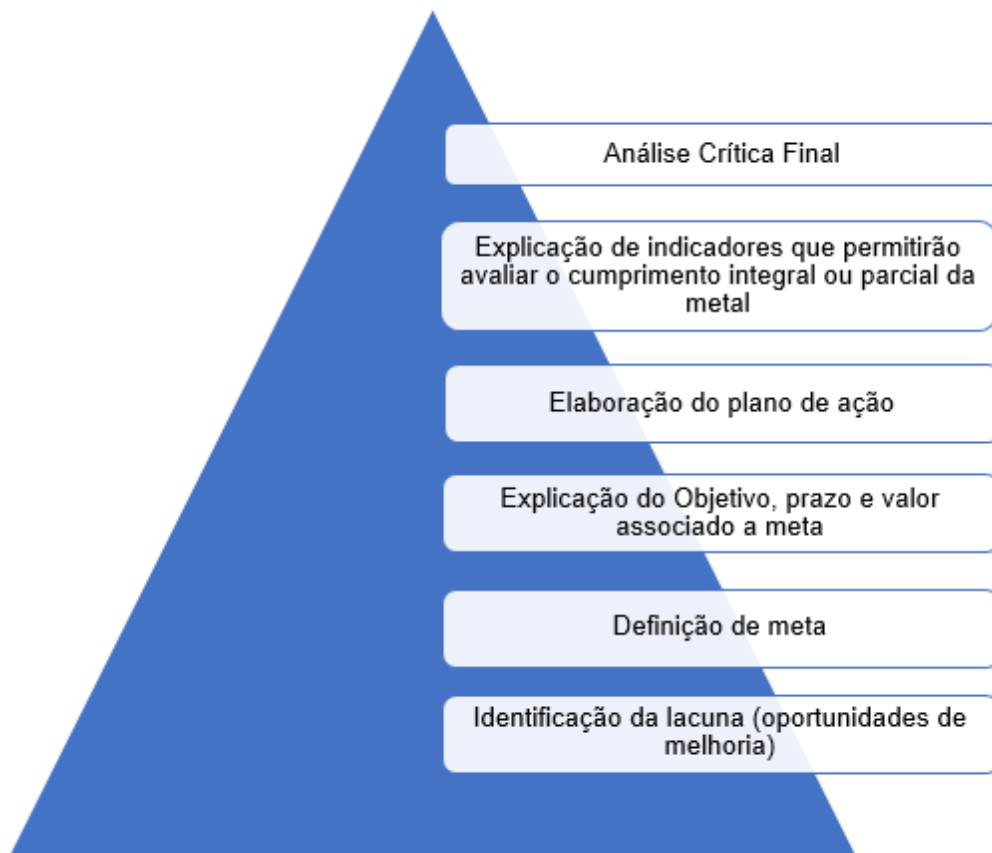 Análise Crítica Final
Explicação de indicadores que permitirão
avaliar o cumprimento integral ou parcial da
metal
Elaboração do plano de ação
Explicação do Objetivo, prazo e valor
associado a meta
Definição de meta
Identificação da lacuna (oportunidades de
melhoria)